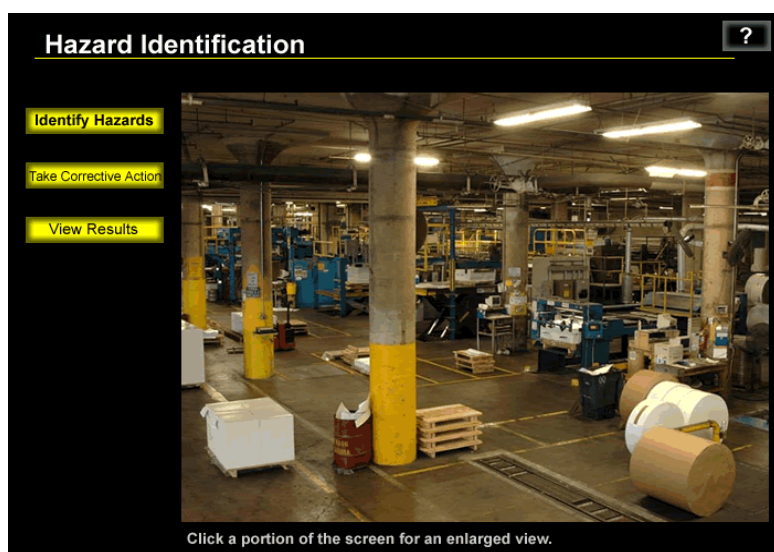 Hazard Identification
?
Identify Hazards
Take Corrective Action
View Results
Click a portion of the screen for an enlarged view.